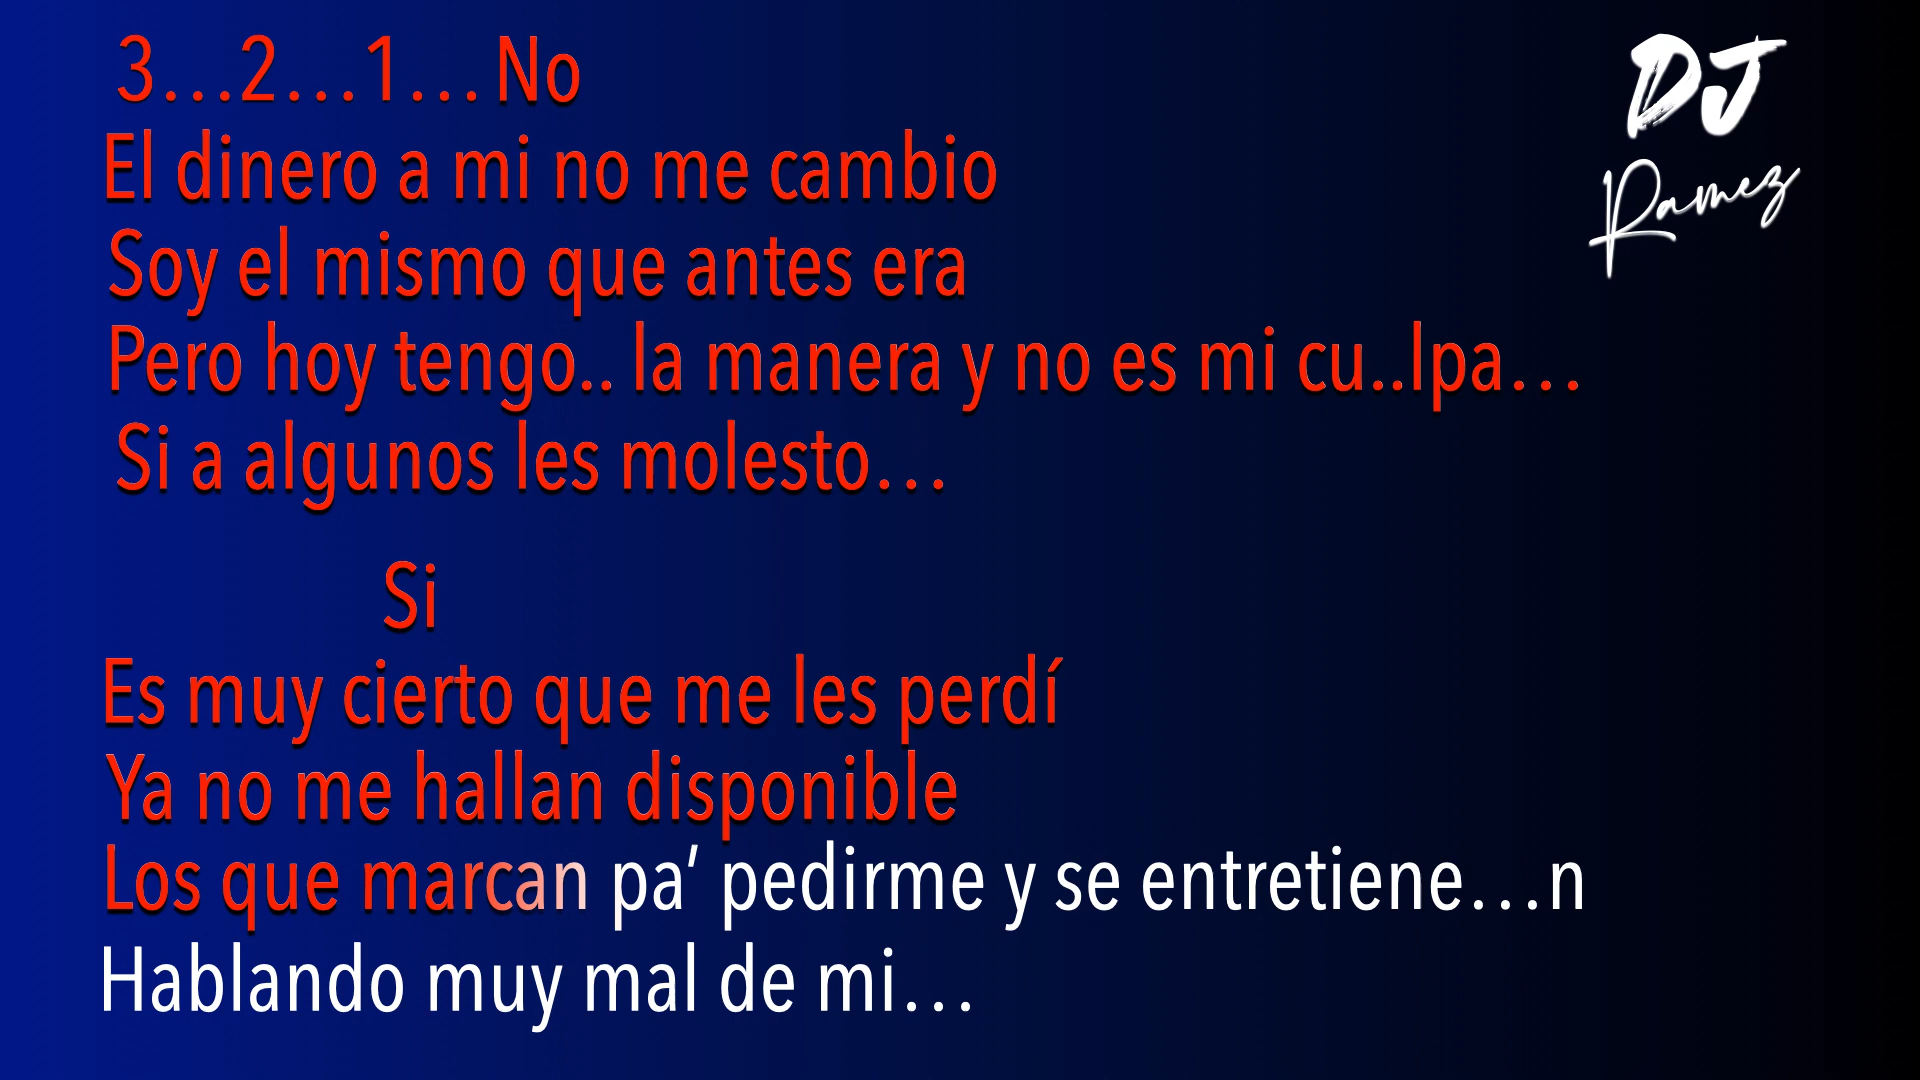 3...2...1...No
El dinero a mi no me cambio
Soy el mismo que antes era
Pero hoy tengo.. la manera y no es mi cu..lpa...
Si a algunos les molesto...
Si
Es muy cierto que me les perdí
Ya no me hallan disponible
Los que marcan pa’ pedirme y se entretiene...n
Hablando muy mal de mi...
DJ
Ramez